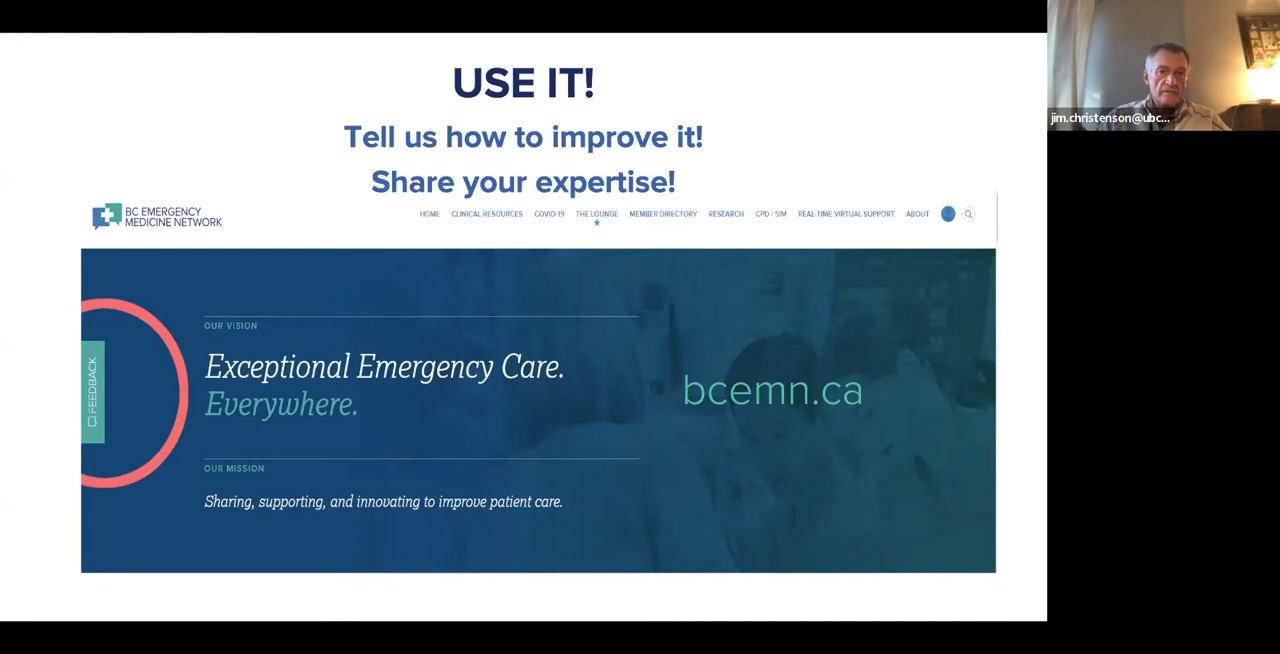 USE IT!
Tell us how to improve it!
Share your expertise!
BC EMERGENCY
MEDICINE NETWORK
HOME CLINICAL RESOURCES COVID-19 THE LOUNGE MEMBER DIRECTORY RESEARCH CPD / SIM REAL-TIME VIRTUAL SUPPORT ABOUT
FEEDBACK
OUR VISION
Exceptional Emergency Care.
Everywhere.
bcemn.ca
OUR MISSION
Sharing, supporting, and innovating to improve patient care.
jim.christenson@ubc...